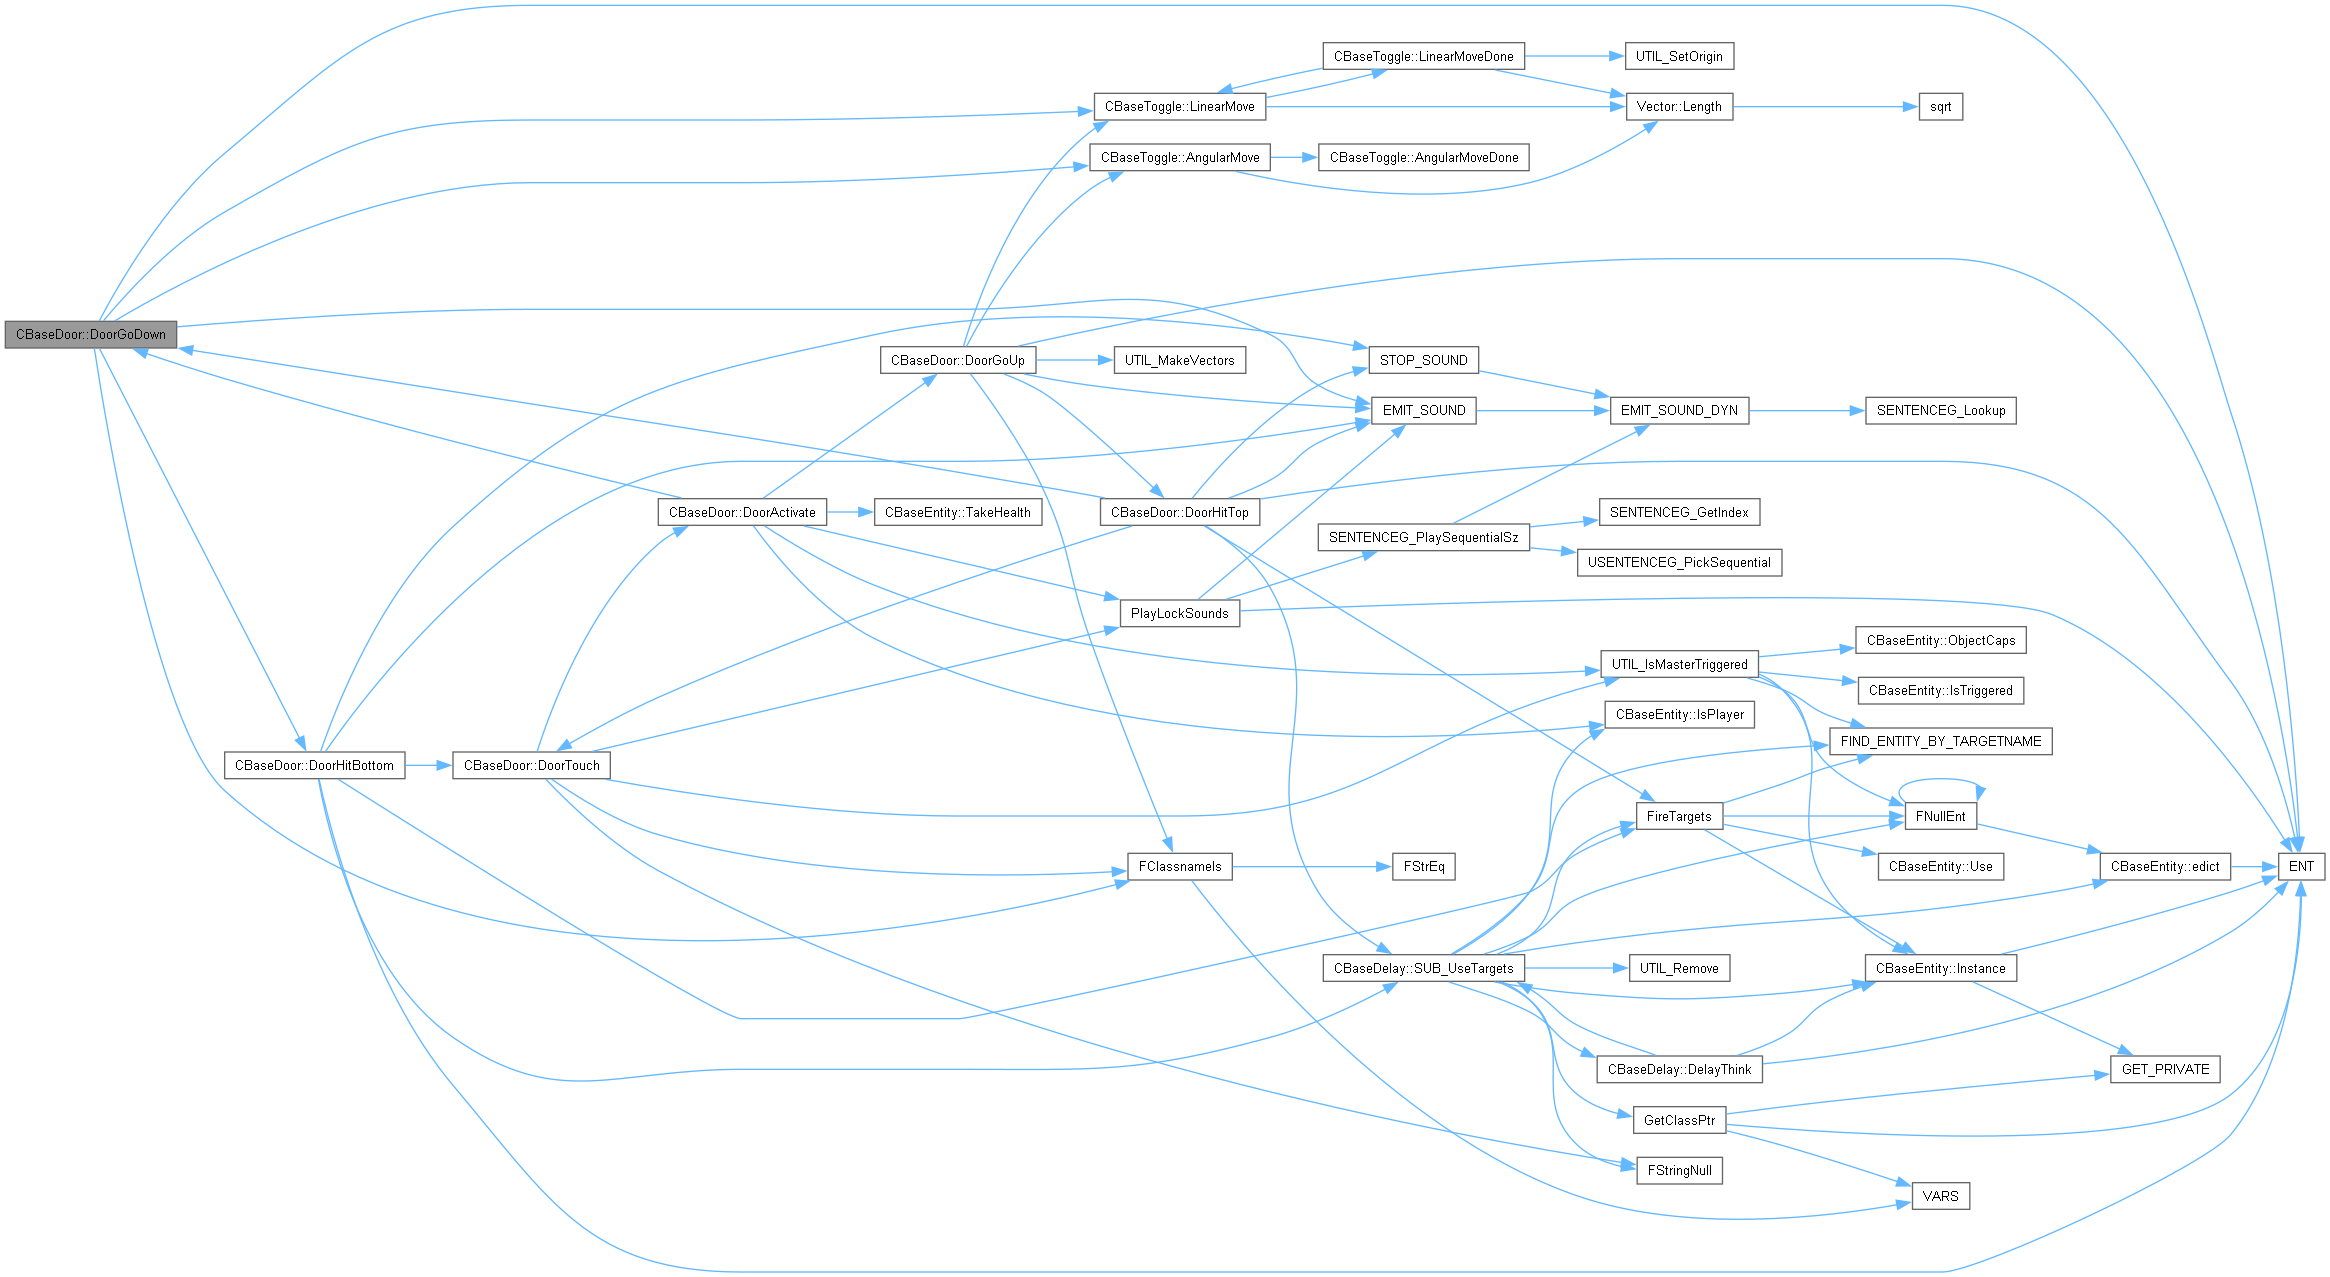 CBaseToggle::LinearMoveDone
UTIL_SetOrigin
CBaseToggle::LinearMove
Vector::Length
sqrt
CBaseToggle::AngularMove
CBaseToggle::AngularMoveDone
CBaseDoor::DoorGoDown
CBaseDoor::DoorGoUp
UTIL_MakeVectors
STOP_SOUND
EMIT_SOUND
EMIT_SOUND_DYN
SENTENCEG_Lookup
CBaseDoor::DoorActivate
CBaseEntity::TakeHealth
CBaseDoor::DoorHitTop
SENTENCEG_GetIndex
SENTENCEG_PlaySequentialSz
USENTENCEG_PickSequential
PlayLockSounds
CBaseEntity::ObjectCaps
UTIL_IsMasterTriggered
CBaseEntity::IsTriggered
CBaseEntity::IsPlayer
FIND_ENTITY_BY_TARGETNAME
CBaseDoor::DoorHitBottom
CBaseDoor::DoorTouch
FireTargets
FNullEnt
FClassnameIs
FStrEq
CBaseEntity::Use
CBaseEntity::edict
ENT
CBaseDelay::SUB_UseTargets
UTIL_Remove
CBaseEntity::Instance
CBaseDelay::DelayThink
GET_PRIVATE
GetClassPtr
FStringNull
VARS